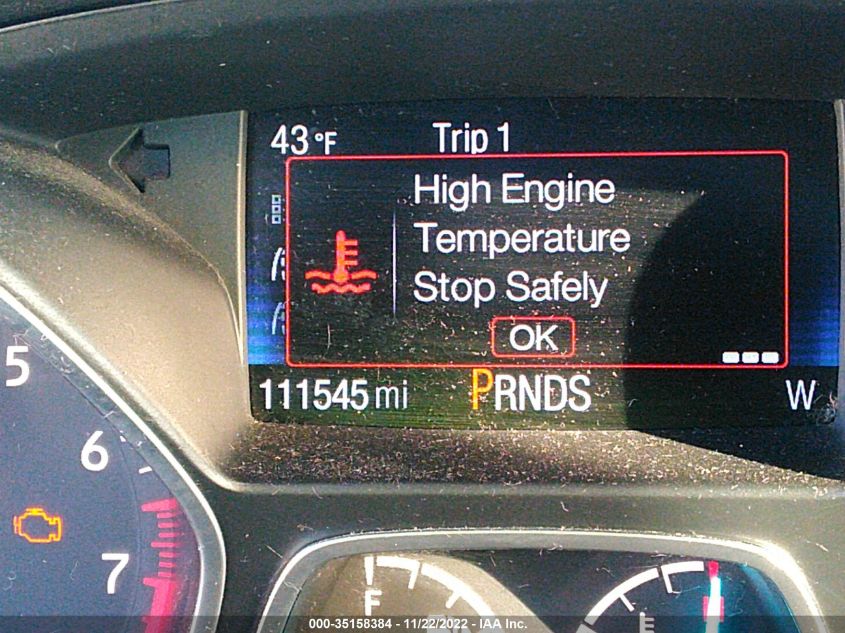 43 °F Trip 1
High Engine
Temperature
Stop Safely
OK
111545 mi PRNDS W
5
6
7
F
000-35158384 - 11/22/2022 - IAA Inc.